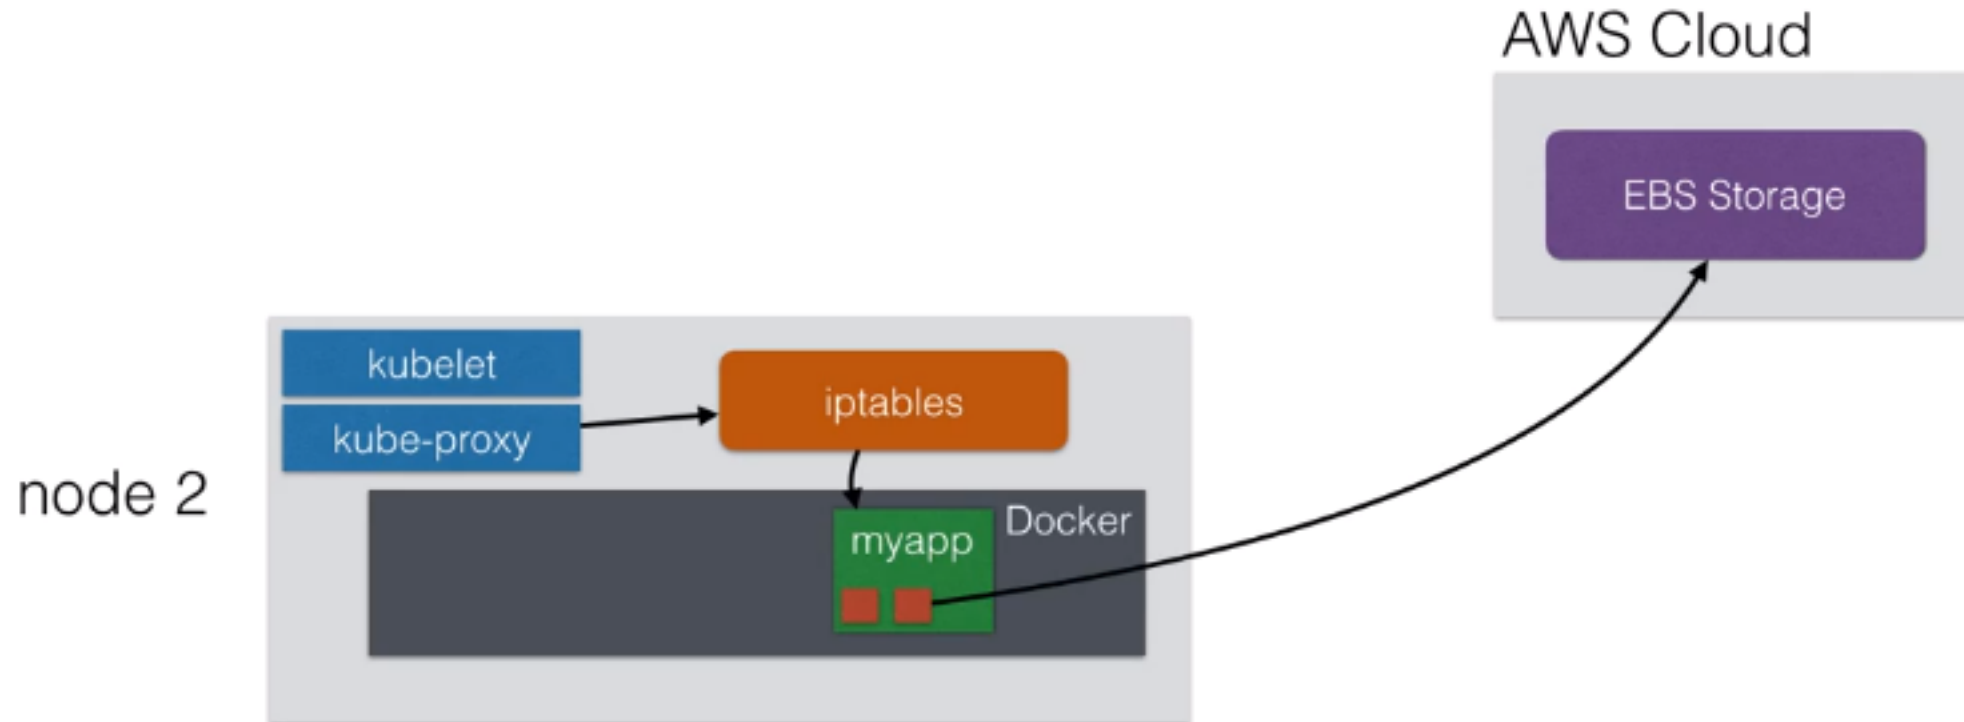 AWS Cloud
EBS Storage
kubelet
iptables
kube-proxy
node 2
Docker
myapp